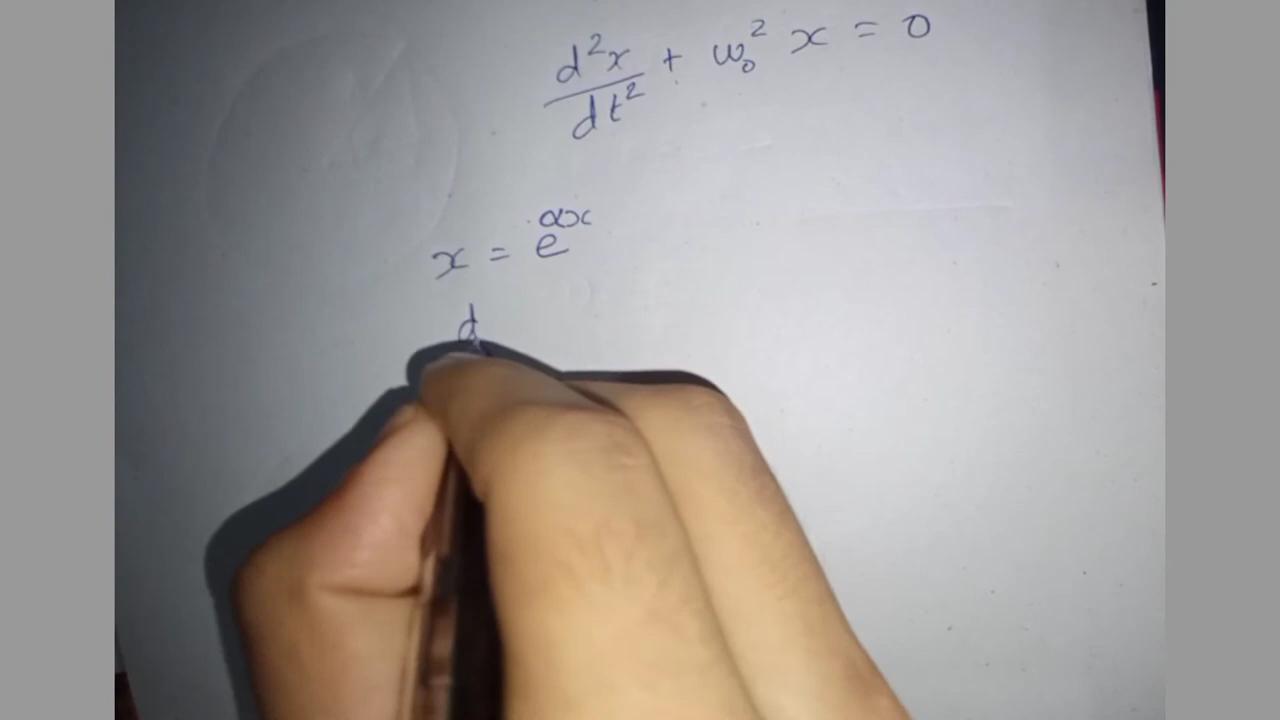 d²x/dt² + ω₀² x = 0
x = e^αx
d